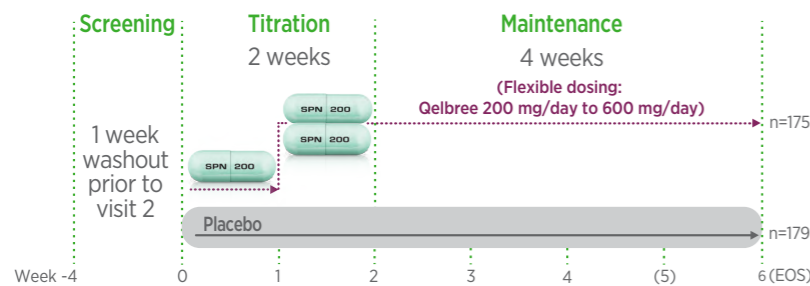 Screening
Titration
Maintenance
2 weeks
4 weeks
(Flexible dosing:
Qelbree 200 mg/day to 600 mg/day)
SPN 200
SPN 200
SPN 200
n=175
1 week
washout
prior to
visit 2
Placebo
n=179
Week -4 0 1 2 3 4 (5) 6 (EOS)